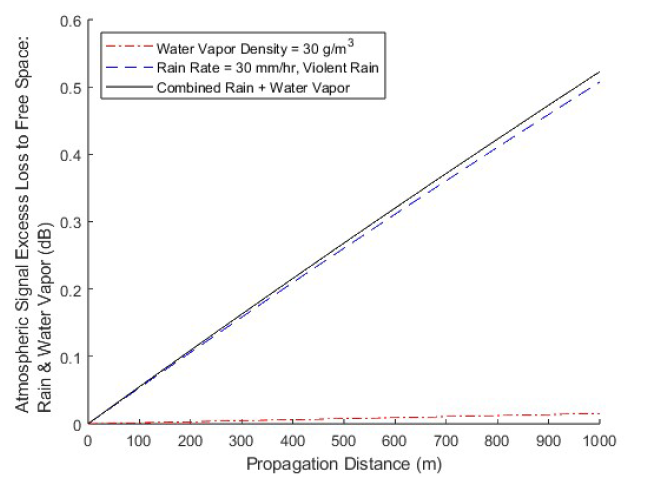 Atmospheric Signal Excesss Loss to Free Space:
Rain & Water Vapor (dB)
0.6
0.5
0.4
0.3
0.2
0.1
0
Water Vapor Density = 30 g/m³
Rain Rate = 30 mm/hr, Violent Rain
Combined Rain + Water Vapor
0 100 200 300 400 500 600 700 800 900 1000
Propagation Distance (m)